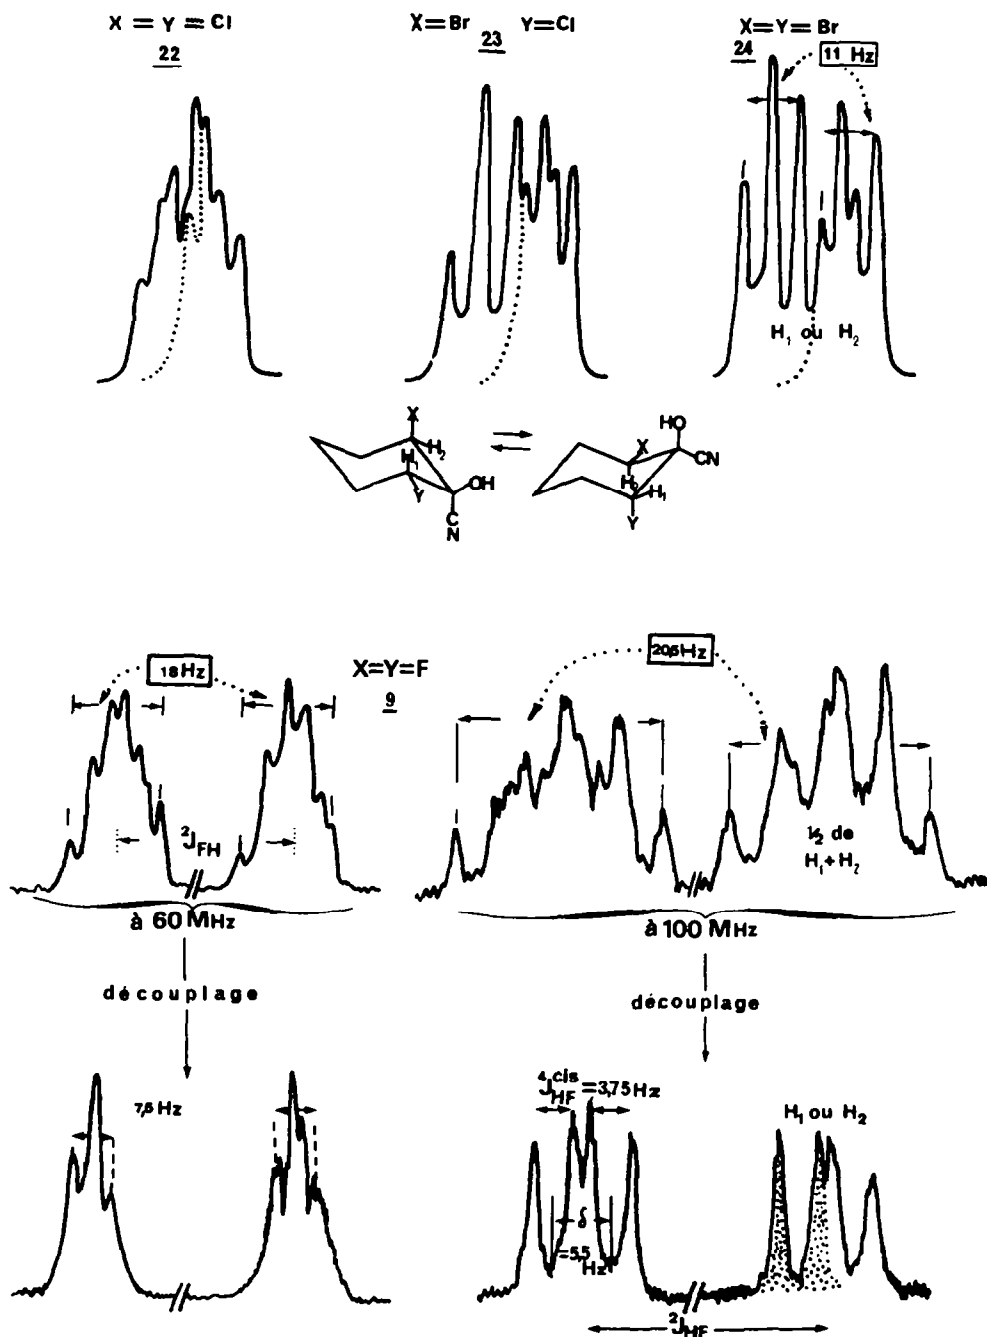 X = Y = Cl
22
X=Br 23 Y=Cl
X=Y=Br
24
11 Hz
H1 ou H2
X
H2
H1
Y
OH
C
N
HO
X
CN
H2
H1
Y
18Hz
X=Y=F
9
20,5Hz
2JFH
½ de
H1+H2
à 60 MHz
à 100 MHz
découplage
découplage
7,5 Hz
4JHFcis=3,75Hz
H1 ou H2
δ
=5,5 Hz
2JHF